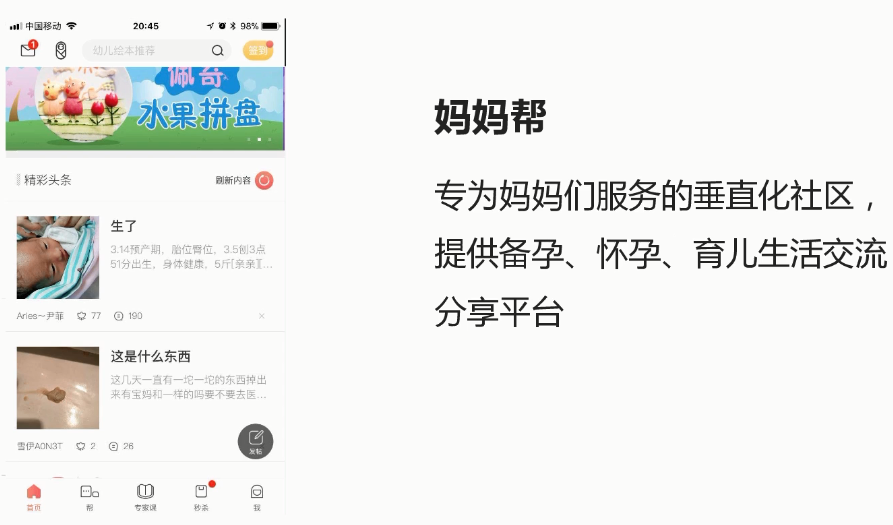 中国移动
20:45
98%
1
幼儿绘本推荐
签到
佩奇
水果拼盘
精彩头条
刷新内容
生了
3.14预产期，胎位臀位，3.5刨3点
51分出生，身体健康，5斤[亲亲][...
Aries～尹菲 77 190
这是什么东西
这几天一直有一坨一坨的东西掉出
来有宝妈和一样的吗要不要去医...
雪伊A0N3T 2 26
发帖
首页 帮 专家课 秒杀 我
妈妈帮
专为妈妈们服务的垂直化社区，
提供备孕、怀孕、育儿生活交流
分享平台